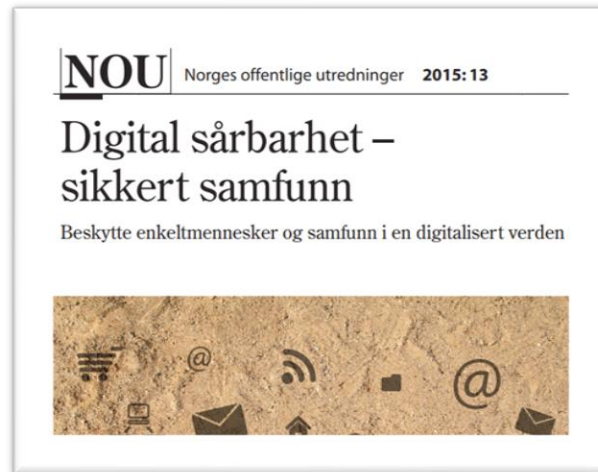 NOU Norges offentlige utredninger 2015: 13
Digital sårbarhet –
sikkert samfunn
Beskytte enkeltmennesker og samfunn i en digitalisert verden
@
@